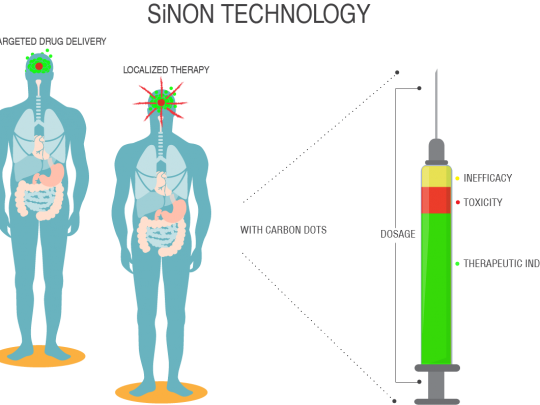 SiNON TECHNOLOGY
ARGETED DRUG DELIVERY
LOCALIZED THERAPY
INEFFICACY
TOXICITY
WITH CARBON DOTS
DOSAGE
THERAPEUTIC IND